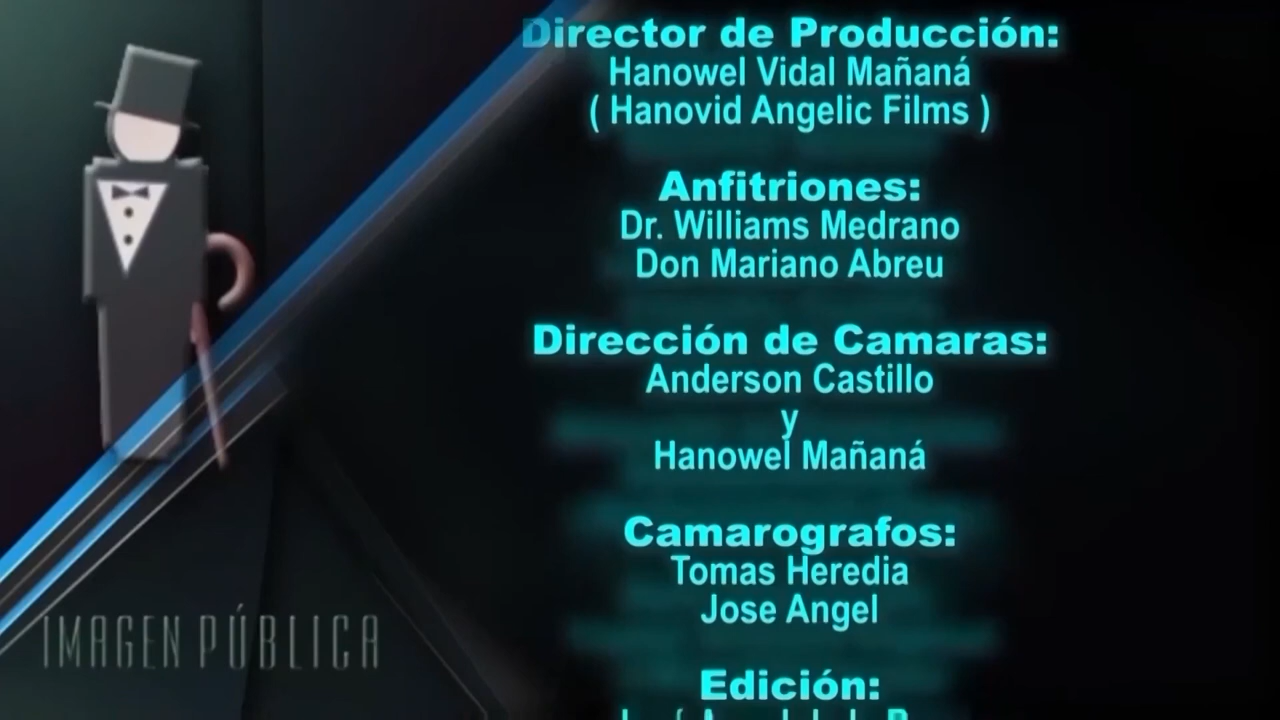 Director de Producción:
Hanowel Vidal Mañaná
( Hanovid Angelic Films )
Anfitriones:
Dr. Williams Medrano
Don Mariano Abreu
Dirección de Camaras:
Anderson Castillo
y
Hanowel Mañaná
Camarografos:
Tomas Heredia
Jose Angel
Edición:
IMAGEN PÚBLICA